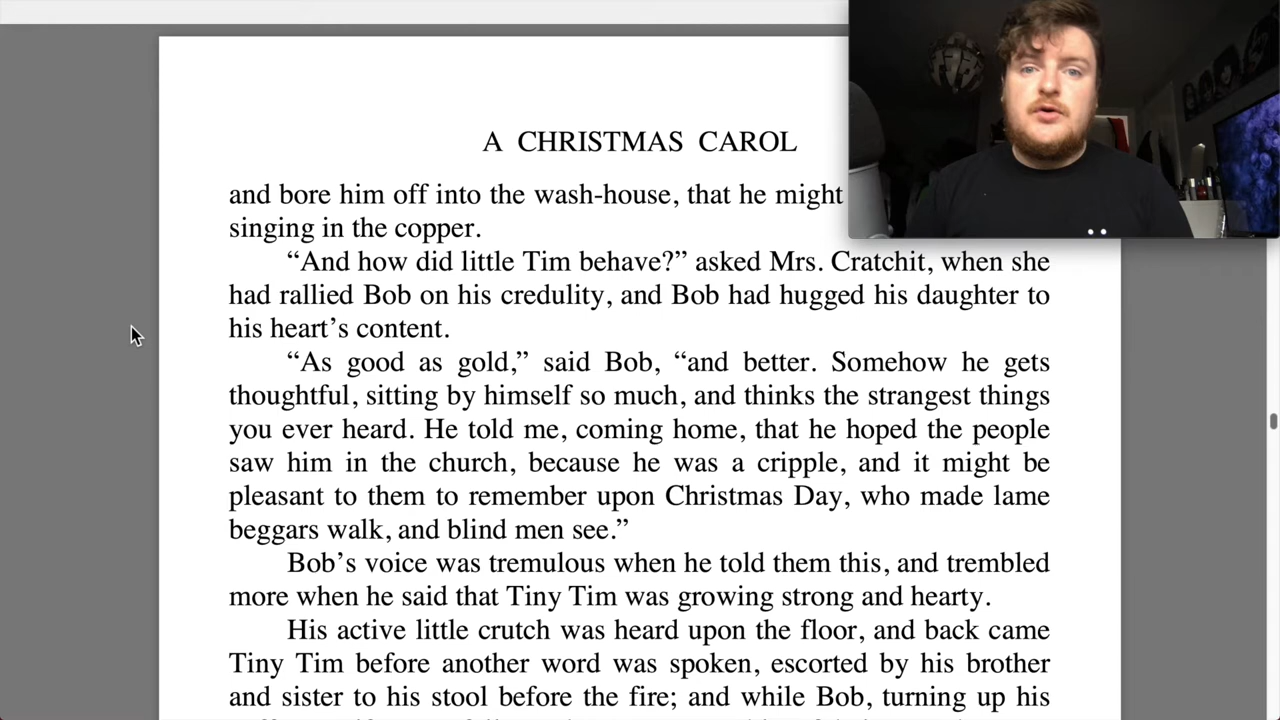 A CHRISTMAS CAROL
and bore him off into the wash-house, that he might
singing in the copper.
“And how did little Tim behave?” asked Mrs. Cratchit, when she
had rallied Bob on his credulity, and Bob had hugged his daughter to
his heart’s content.
“As good as gold,” said Bob, “and better. Somehow he gets
thoughtful, sitting by himself so much, and thinks the strangest things
you ever heard. He told me, coming home, that he hoped the people
saw him in the church, because he was a cripple, and it might be
pleasant to them to remember upon Christmas Day, who made lame
beggars walk, and blind men see.”
Bob’s voice was tremulous when he told them this, and trembled
more when he said that Tiny Tim was growing strong and hearty.
His active little crutch was heard upon the floor, and back came
Tiny Tim before another word was spoken, escorted by his brother
and sister to his stool before the fire; and while Bob, turning up his